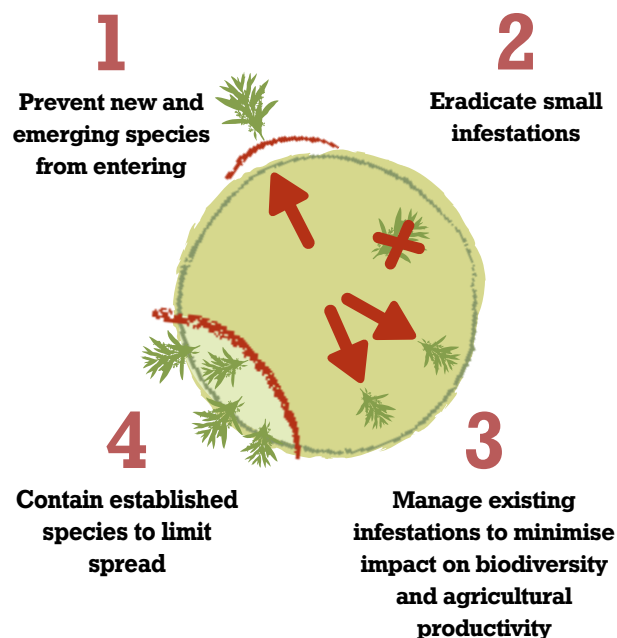 1
Prevent new and
emerging species
from entering
2
Eradicate small
infestations
3
Manage existing
infestations to minimise
impact on biodiversity
and agricultural
productivity
4
Contain established
species to limit
spread